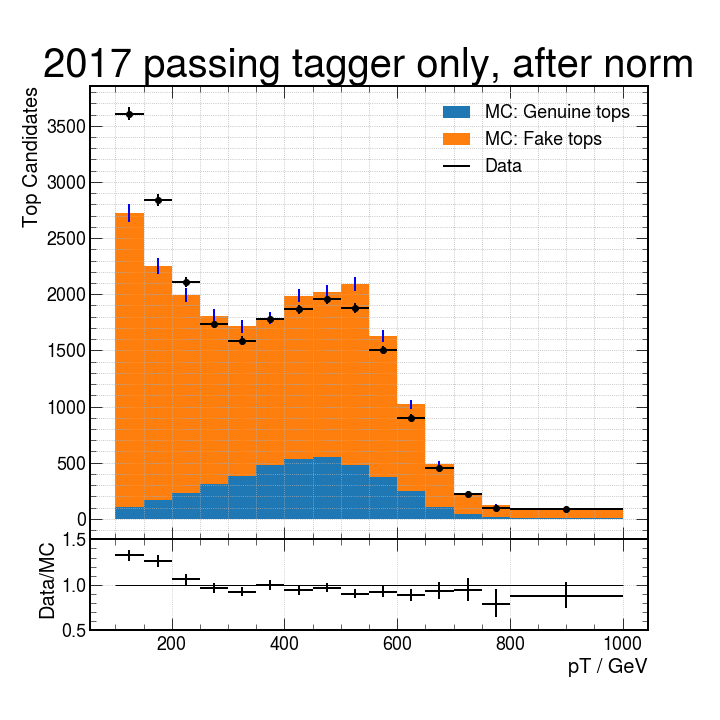 2017 passing tagger only, after norm
Top Candidates
MC: Genuine tops
MC: Fake tops
Data
3500
3000
2500
2000
1500
1000
500
0
Data/MC
1.5
1.0
0.5
200
400
600
800
1000
pT / GeV